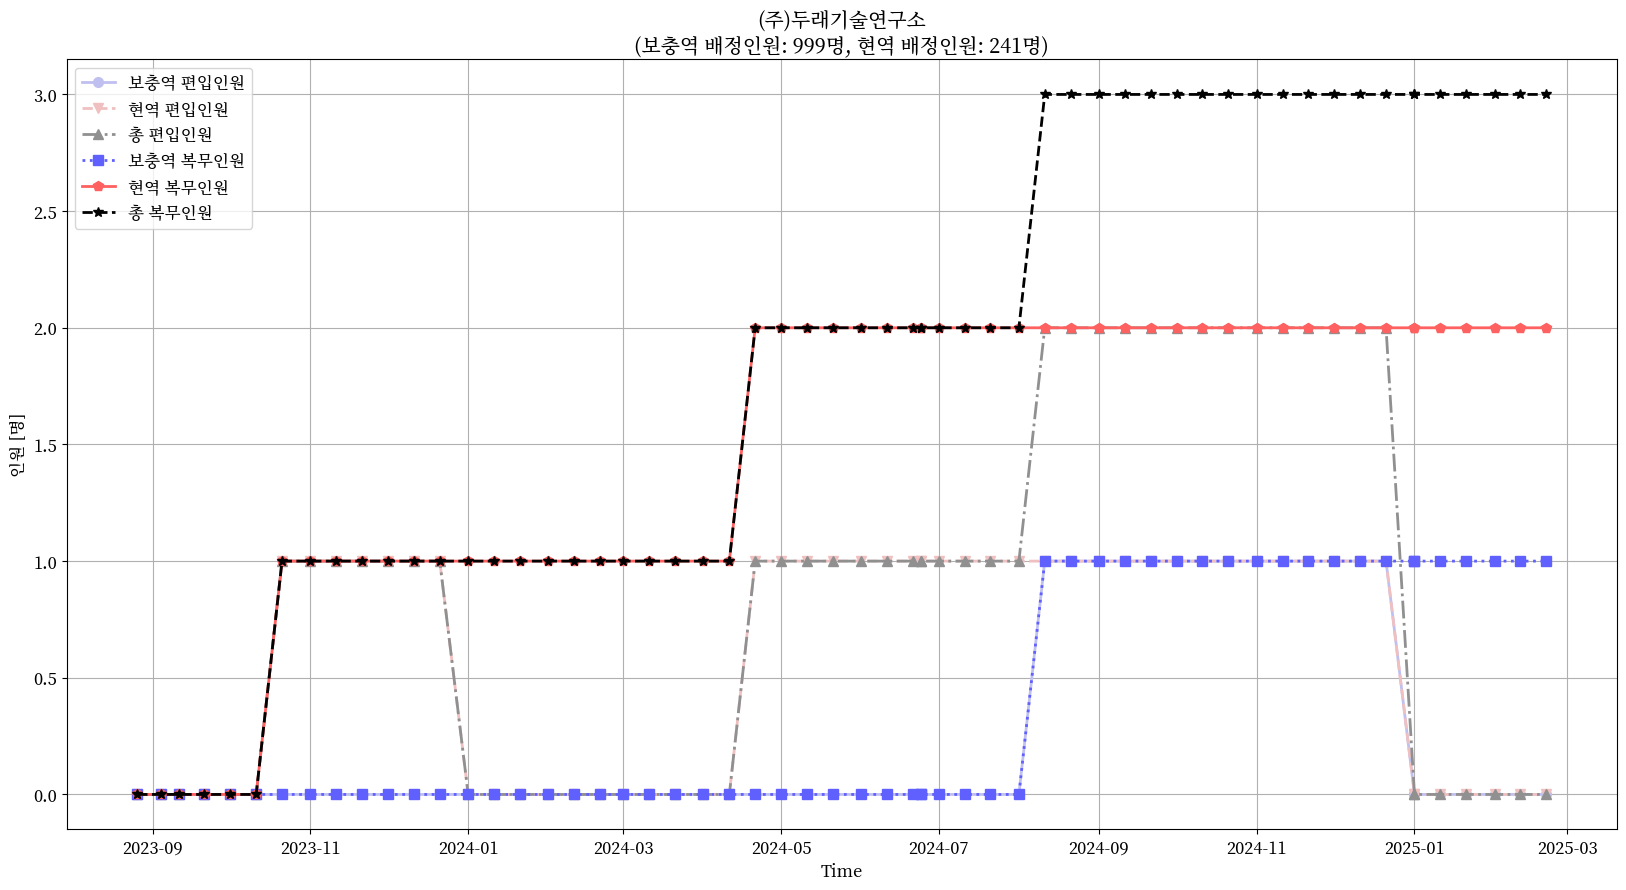 (주)두래기술연구소
(보충역 배정인원: 999명, 현역 배정인원: 241명)
보충역 편입인원
현역 편입인원
총 편입인원
보충역 복무인원
현역 복무인원
총 복무인원
3.0
2.5
2.0
1.5
1.0
0.5
0.0
인원 [명]
2023-09
2023-11
2024-01
2024-03
2024-05
2024-07
2024-09
2024-11
2025-01
2025-03
Time